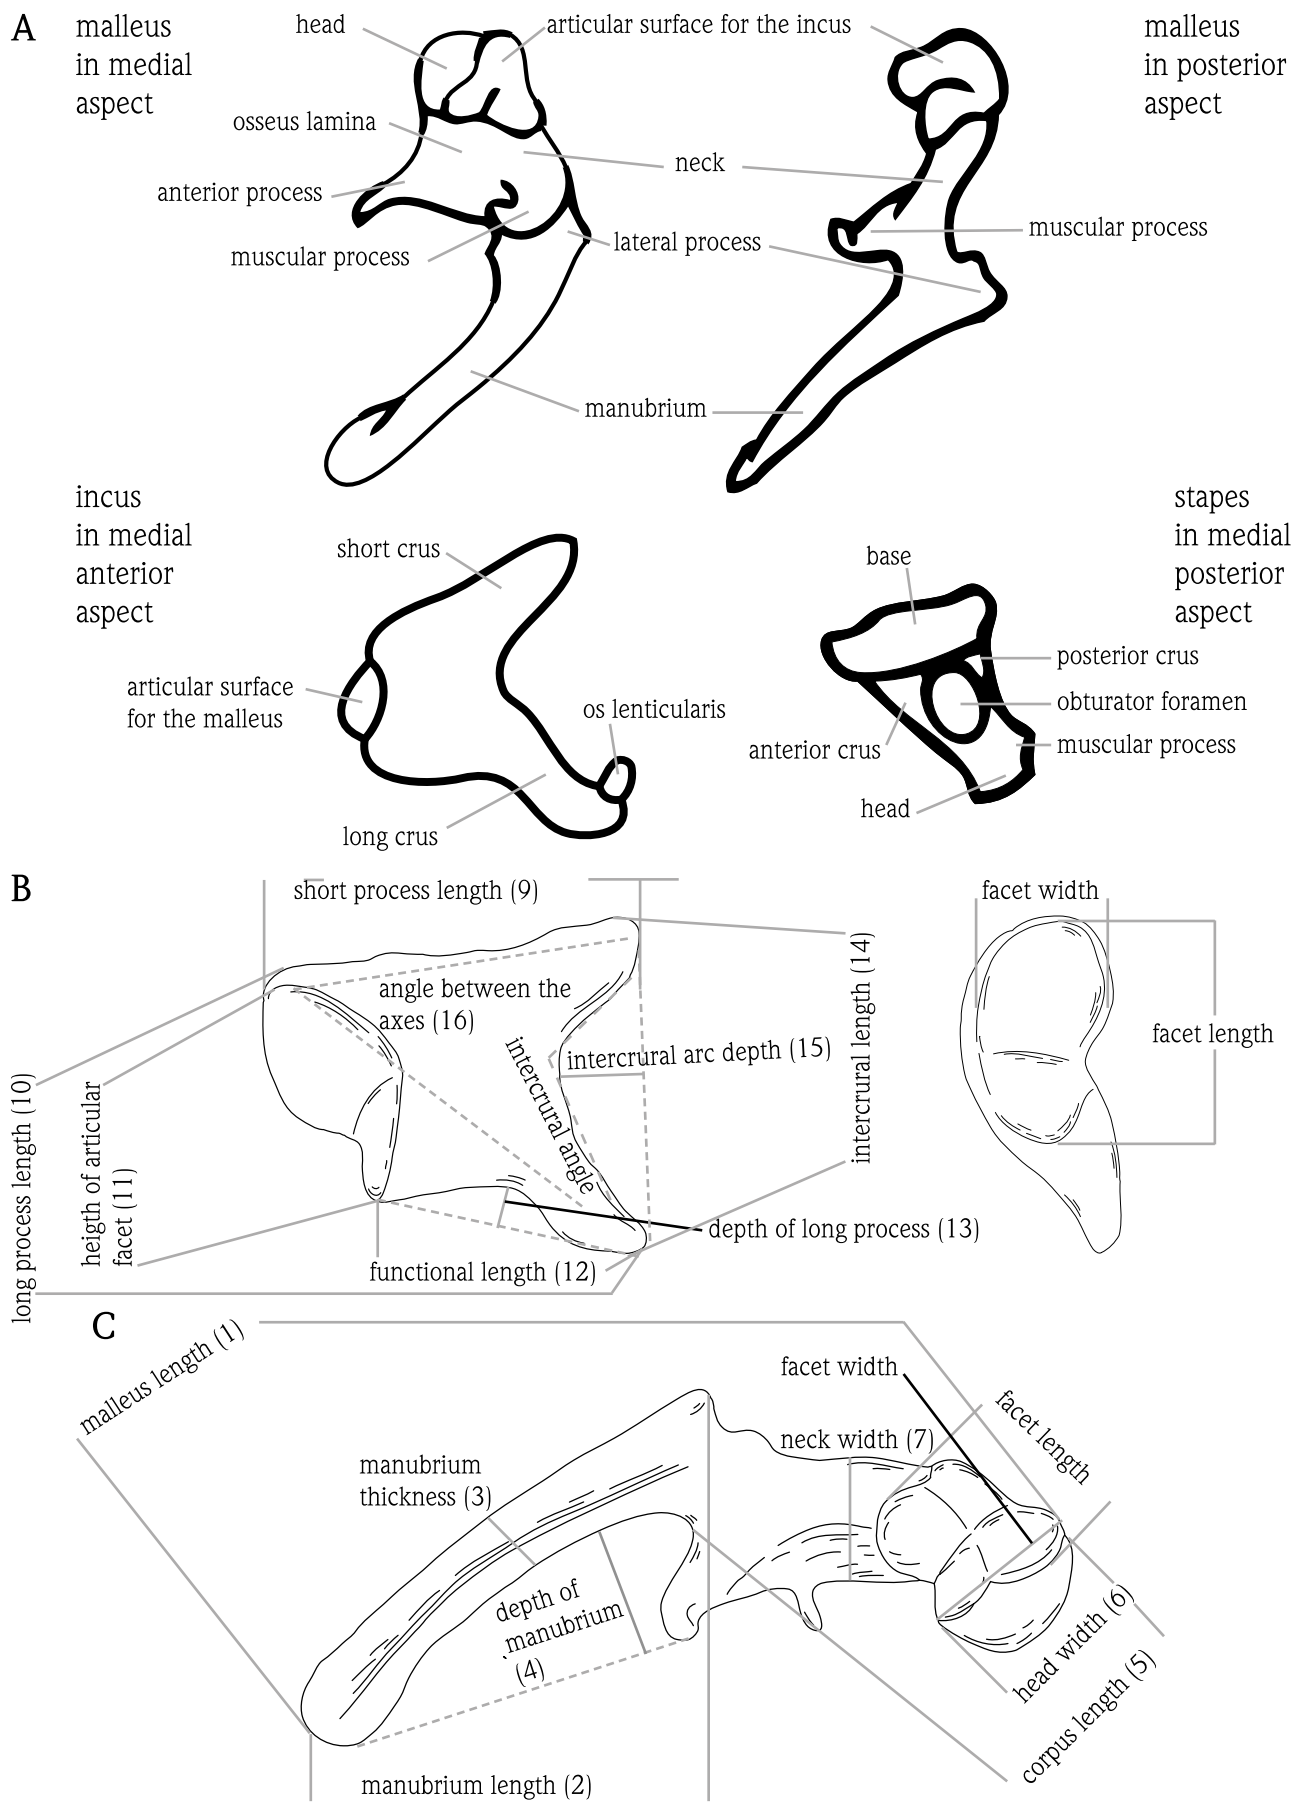 A
malleus
in medial
aspect
head
articular surface for the incus
malleus
in posterior
aspect
osseus lamina
neck
anterior process
muscular process
lateral process
muscular process
manubrium
incus
in medial
anterior
aspect
short crus
stapes
in medial
posterior
aspect
base
posterior crus
articular surface
for the malleus
obturator foramen
os lenticularis
anterior crus
muscular process
head
long crus
B
short process length (9)
facet width
angle between the
axes (16)
intercrural length (14)
intercrural arc depth (15)
intercrural angle
facet length
long process length (10)
heigth of articular
facet (11)
depth of long process (13)
functional length (12)
C
malleus length (1)
facet width
facet length
neck width (7)
manubrium
thickness (3)
depth of
manubrium
(4)
head width (6)
corpus length (5)
manubrium length (2)